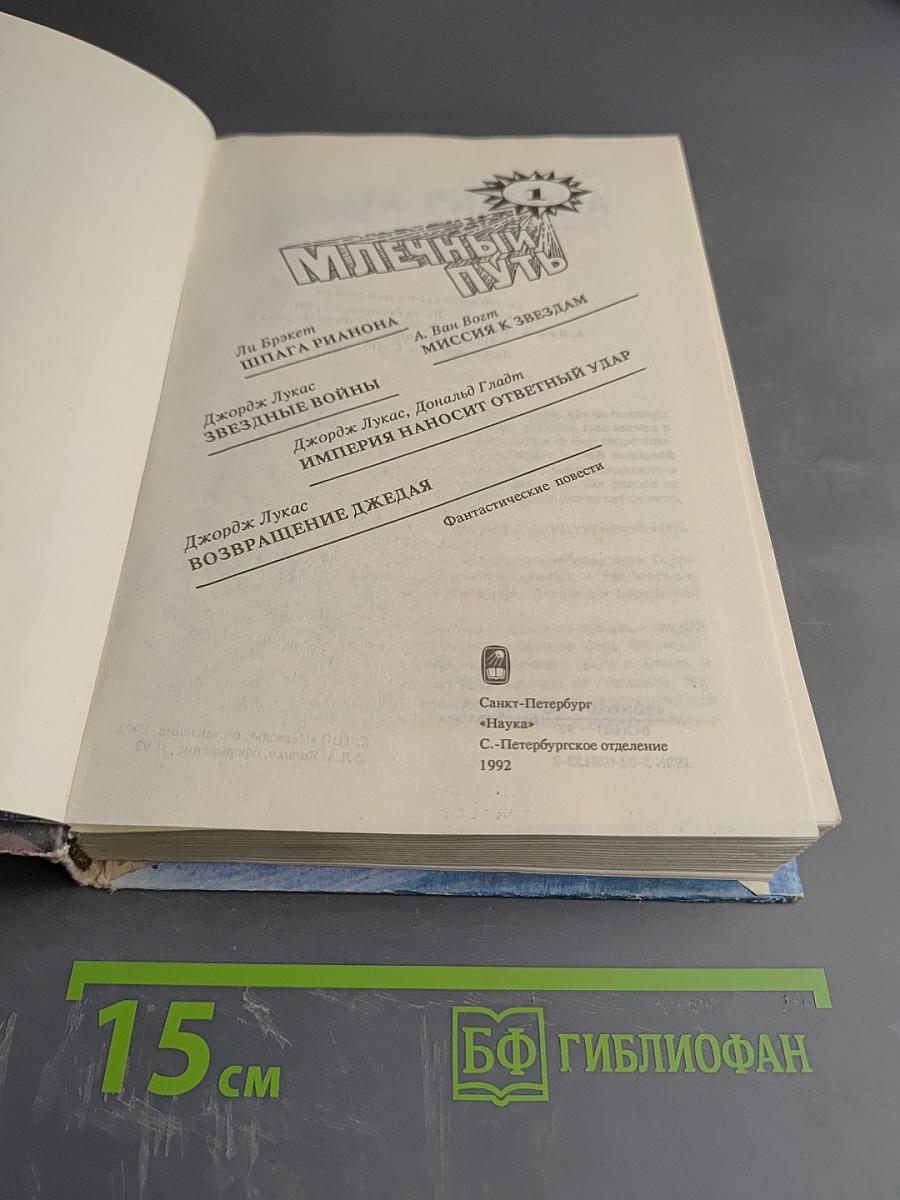 1
МЛЕЧНЫЙ
ПУТЬ
Ли Брэкет
ШПАГА РИАНОНА
А. Ван Вогт
МИССИЯ К ЗВЕЗДАМ
Джордж Лукас
ЗВЕЗДНЫЕ ВОЙНЫ
Джордж Лукас, Дональд Гладт
ИМПЕРИЯ НАНОСИТ ОТВЕТНЫЙ УДАР
Джордж Лукас
ВОЗВРАЩЕНИЕ ДЖЕДАЯ
Фантастические повести
Санкт-Петербург
«Наука»
С.-Петербургское отделение
1992
15 см
БФ ГИБЛИОФАН